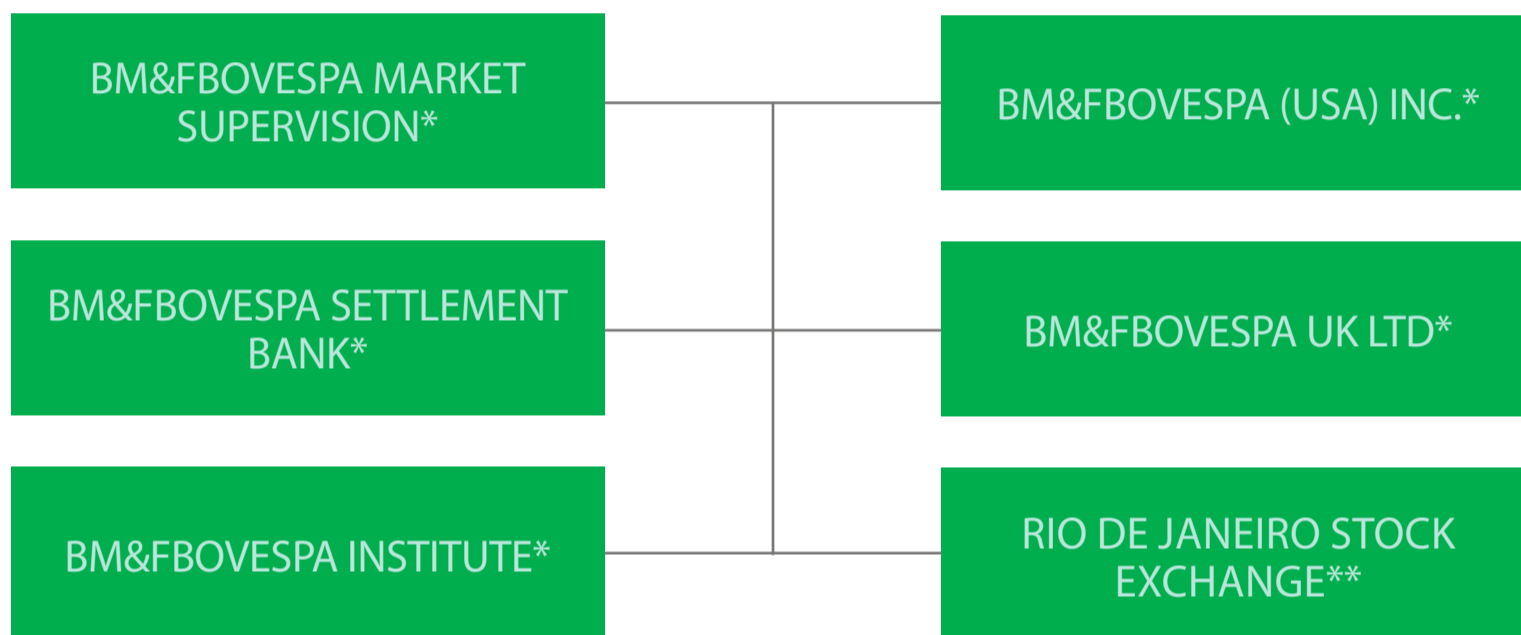 BM&FBOVESPA MARKET
SUPERVISION*
BM&FBOVESPA (USA) INC.*
BM&FBOVESPA SETTLEMENT
BANK*
BM&FBOVESPA UK LTD*
BM&FBOVESPA INSTITUTE*
RIO DE JANEIRO STOCK
EXCHANGE**